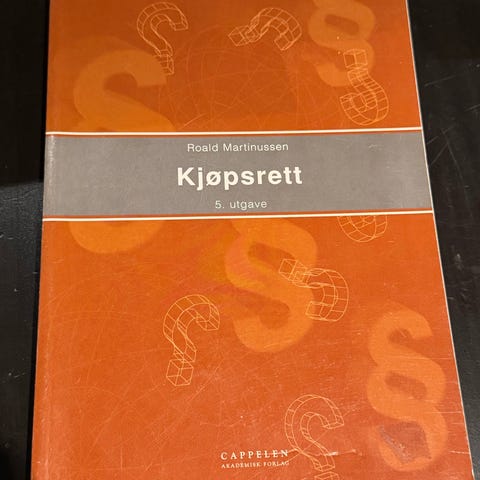 Roald Martinussen
Kjøpsrett
5. utgave
CAPPELEN
AKADEMISK FORLAG